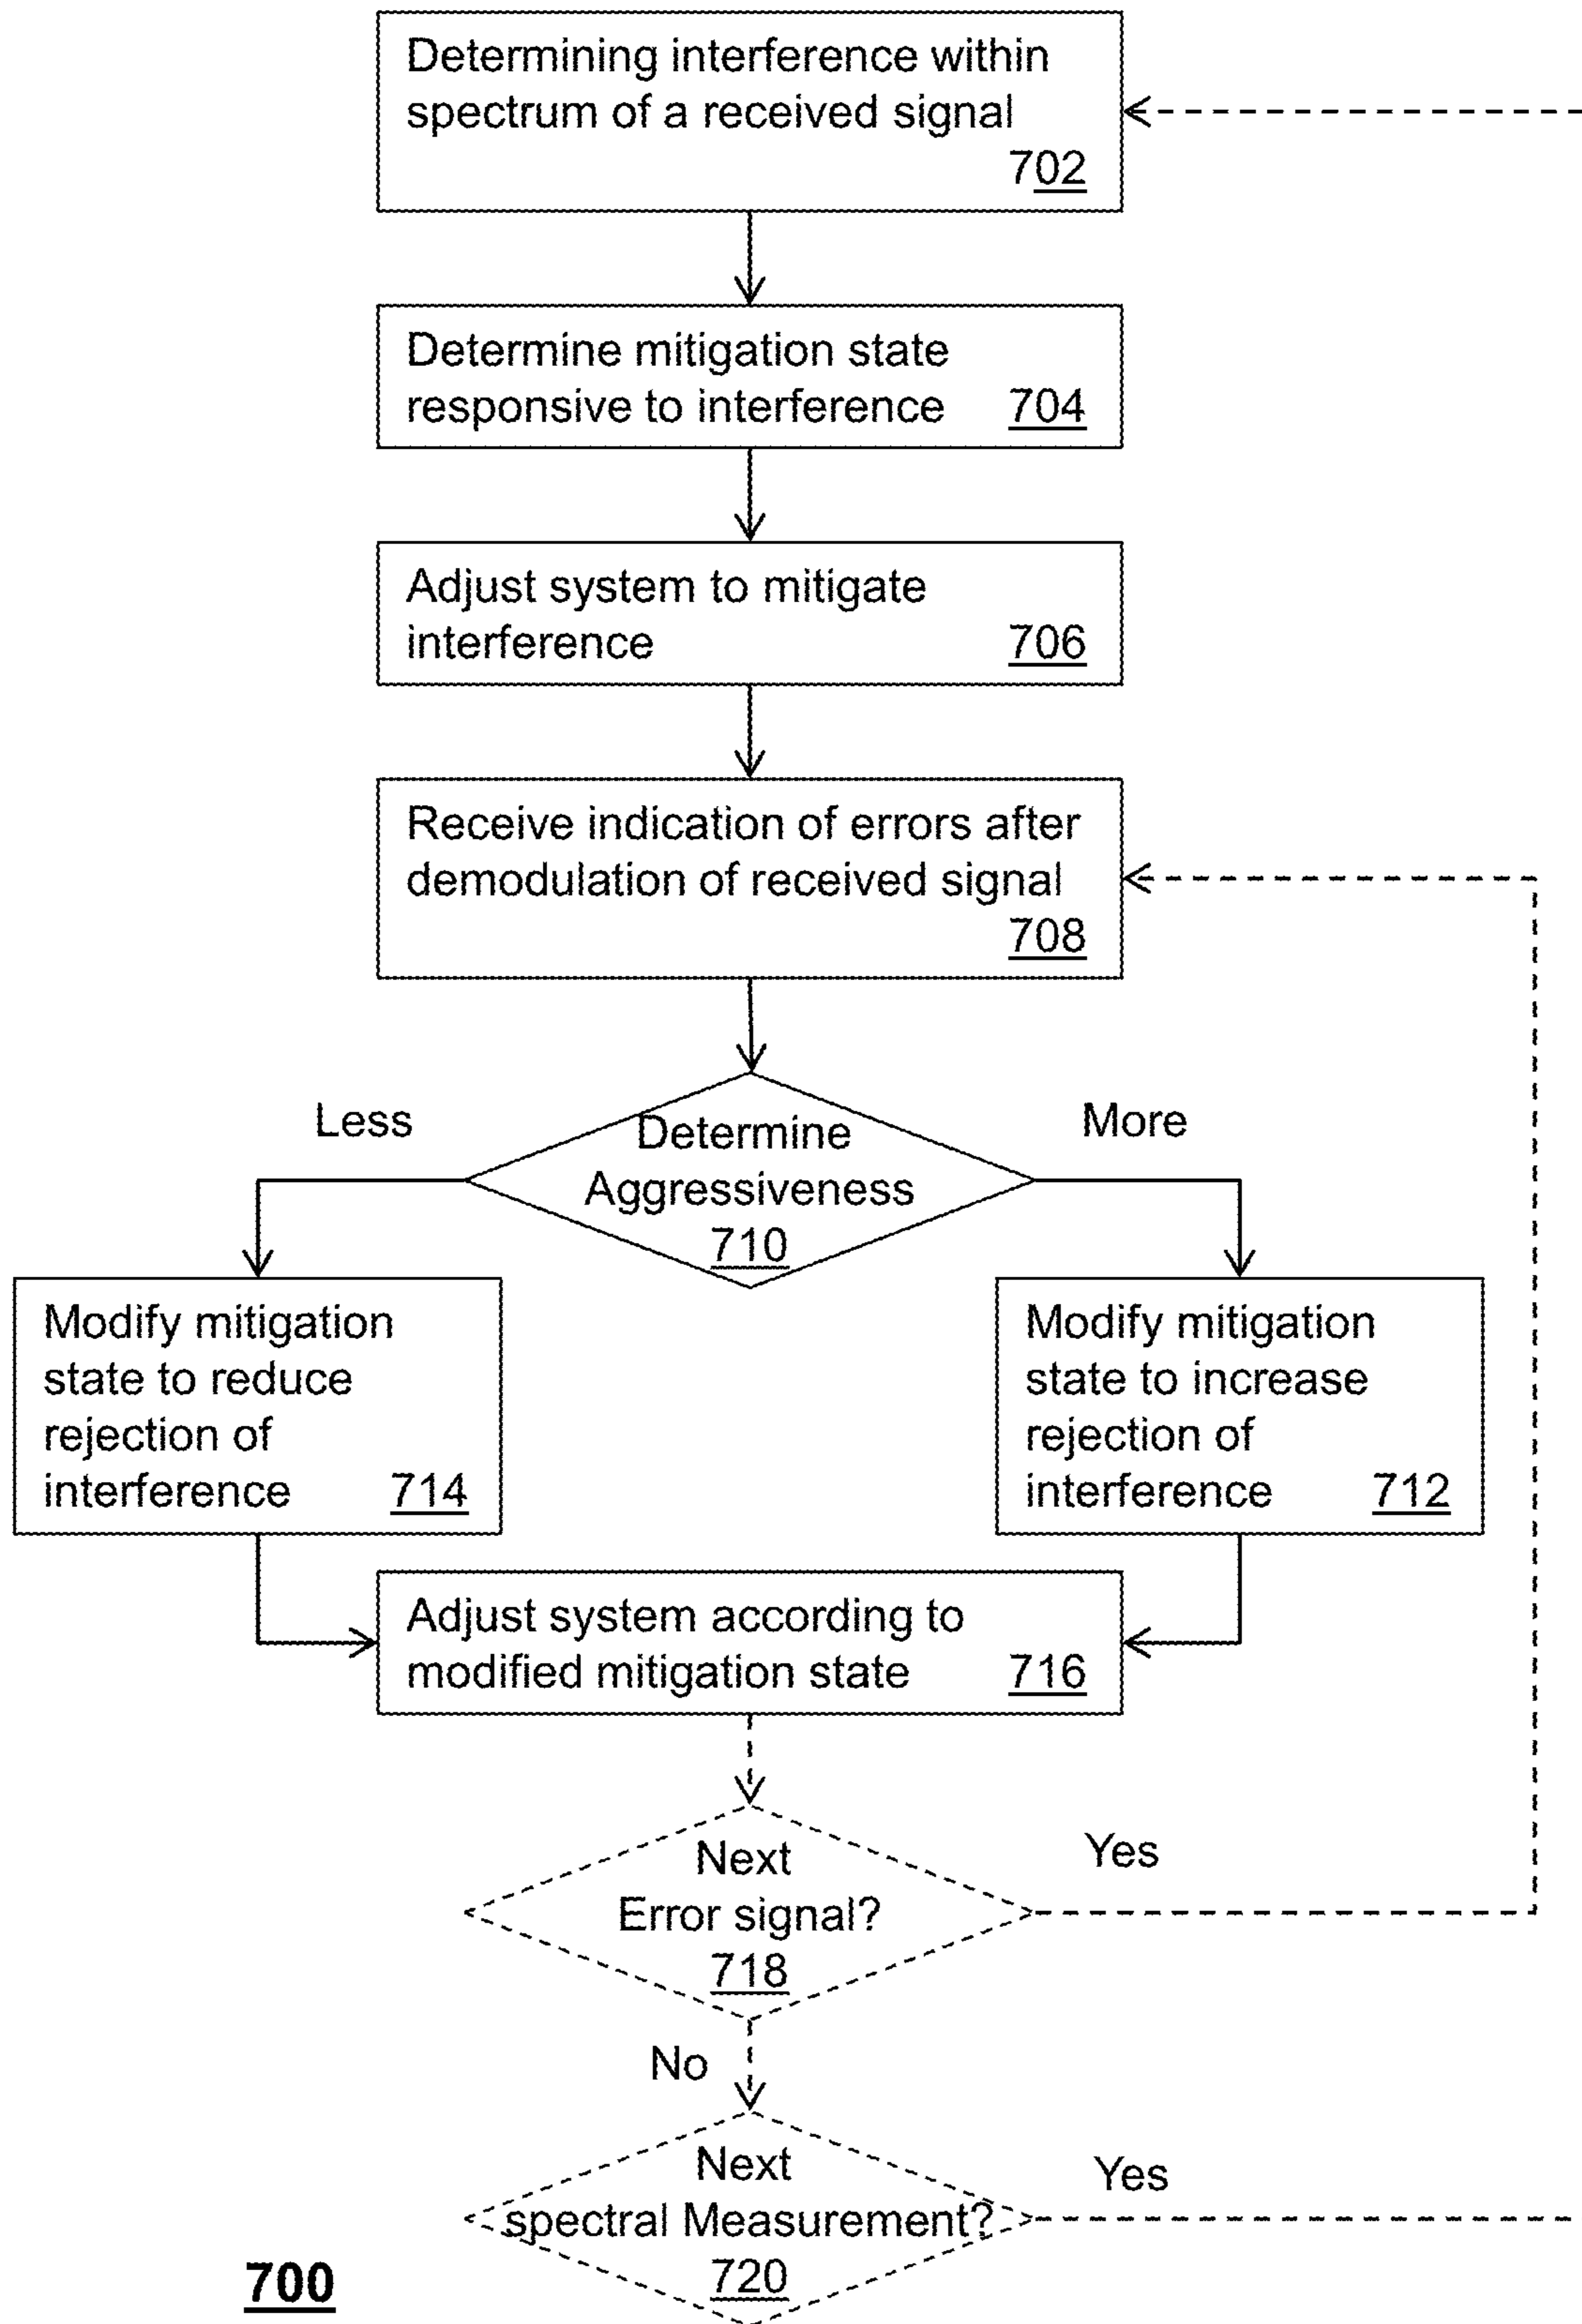 Determining interference within
spectrum of a received signal
702
Determine mitigation state
responsive to interference 704
Adjust system to mitigate
interference 706
Receive indication of errors after
demodulation of received signal
708
Less
More
Determine
Aggressiveness
710
Modify mitigation
state to reduce
rejection of
interference 714
Modify mitigation
state to increase
rejection of
interference 712
Adjust system according to
modified mitigation state 716
Next
Error signal?
718
Yes
No
Next
spectral Measurement?
720
Yes
700